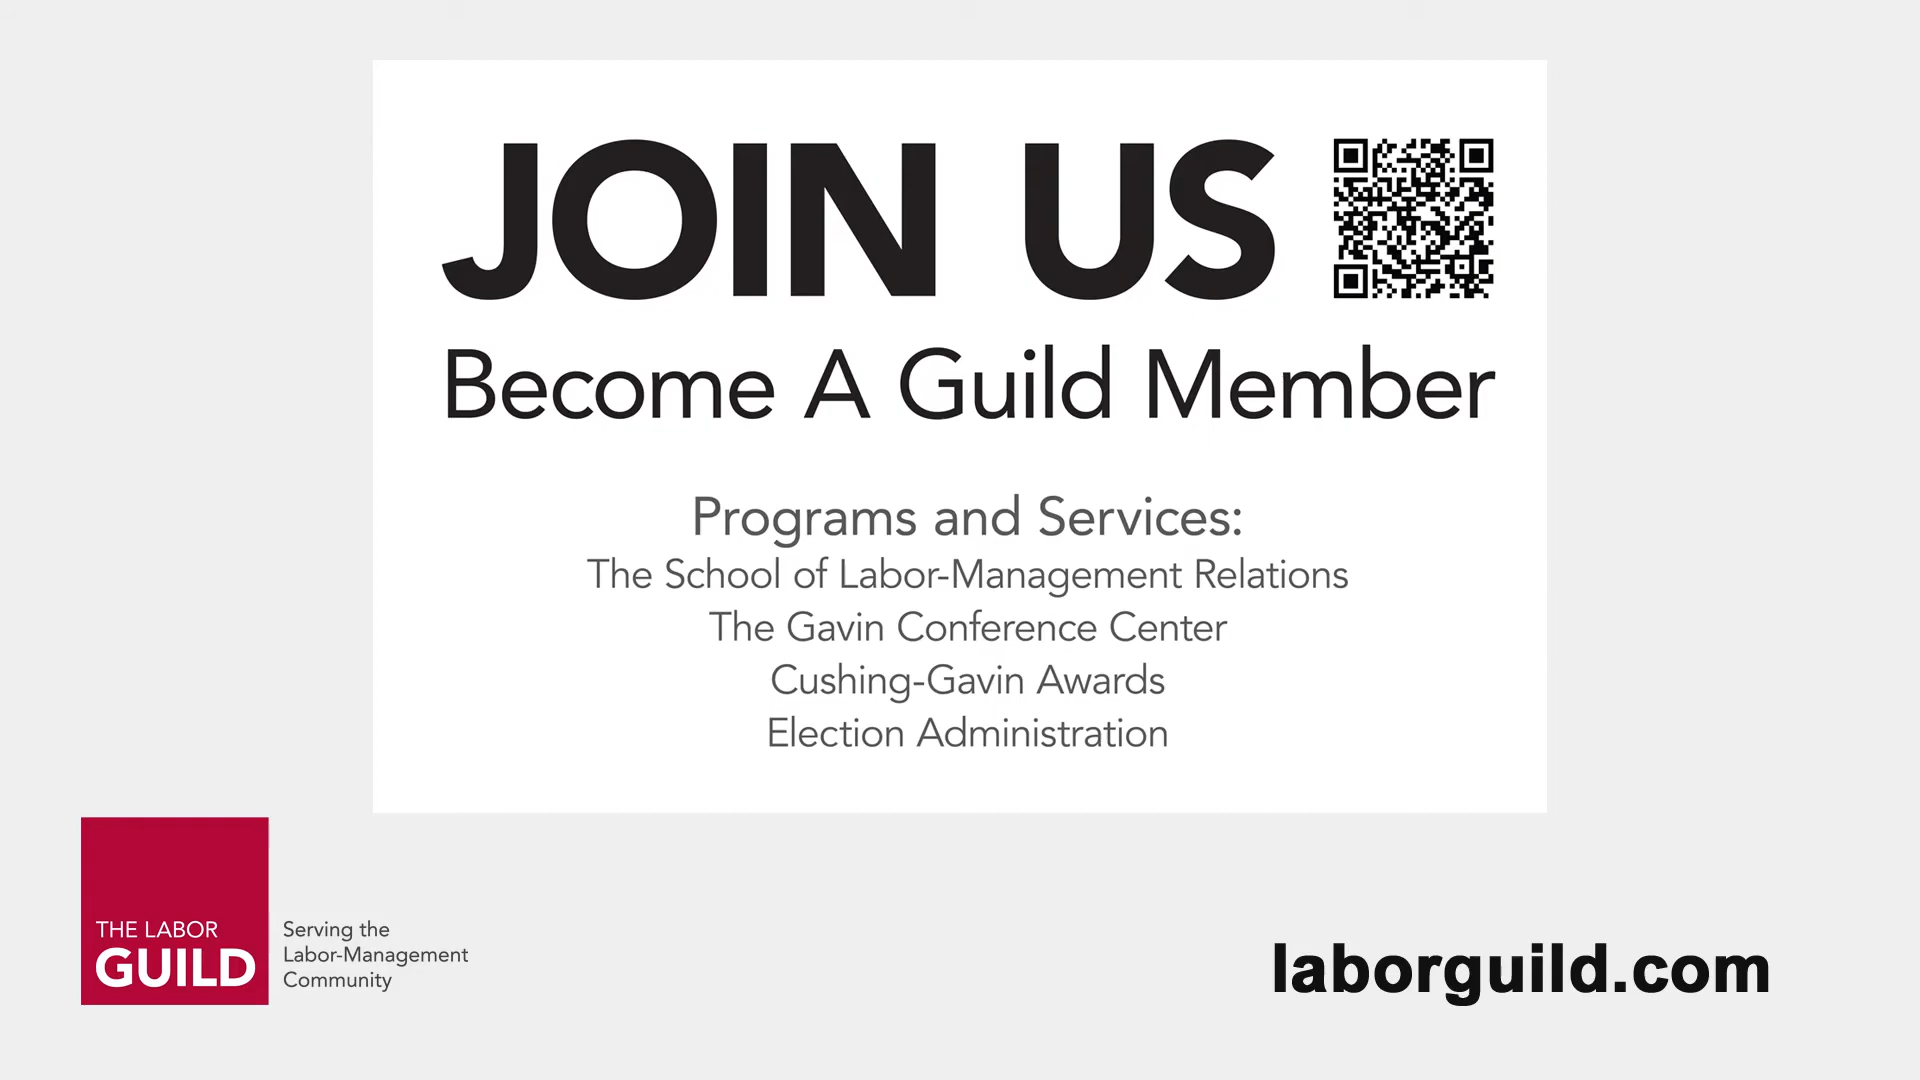 JOIN US
Become A Guild Member
Programs and Services:
The School of Labor-Management Relations
The Gavin Conference Center
Cushing-Gavin Awards
Election Administration
THE LABOR
GUILD
Serving the
Labor-Management
Community
laborguild.com